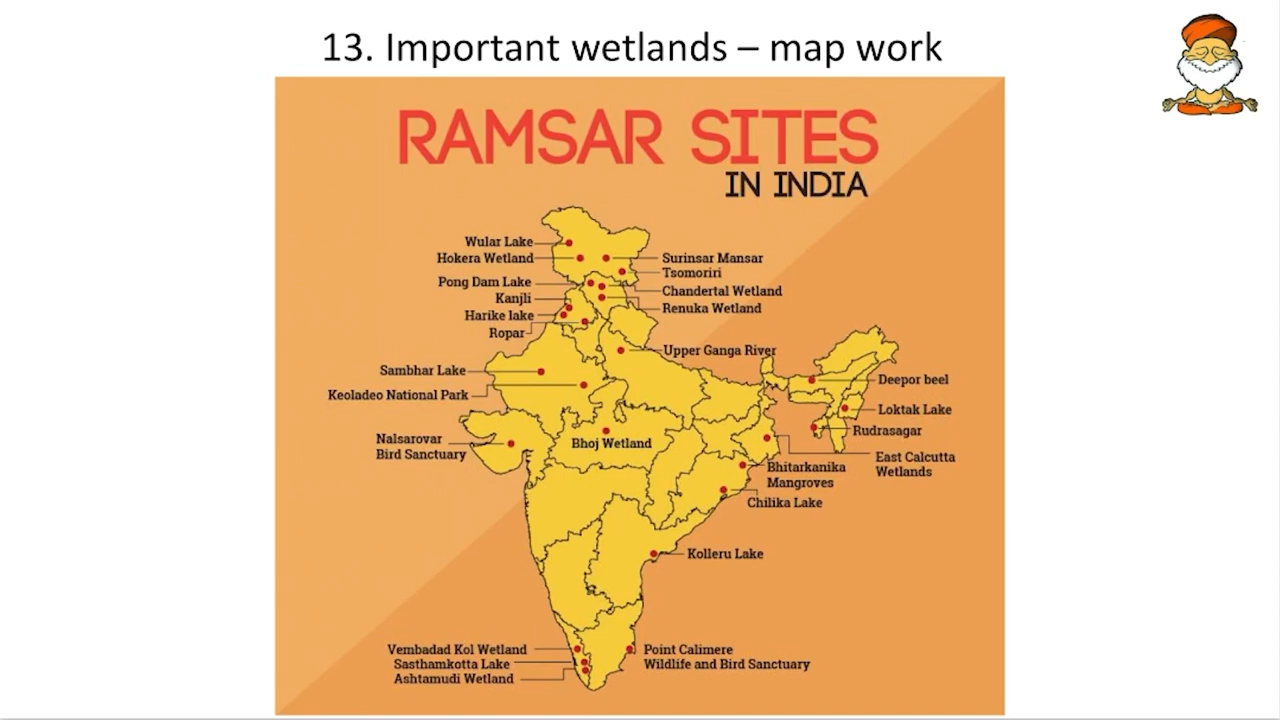 13. Important wetlands – map work
RAMSAR SITES
IN INDIA
Wular Lake
Hokera Wetland
Surinsar Mansar
Tsomoriri
Pong Dam Lake
Chandertal Wetland
Kanjli
Renuka Wetland
Harike lake
Ropar
Upper Ganga River
Sambhar Lake
Deepor beel
Keoladeo National Park
Loktak Lake
Rudrasagar
Nalsarovar
Bird Sanctuary
Bhoj Wetland
East Calcutta
Wetlands
Bhitarkanika
Mangroves
Chilika Lake
Kolleru Lake
Vembadad Kol Wetland
Sasthamkotta Lake
Ashtamudi Wetland
Point Calimere
Wildlife and Bird Sanctuary